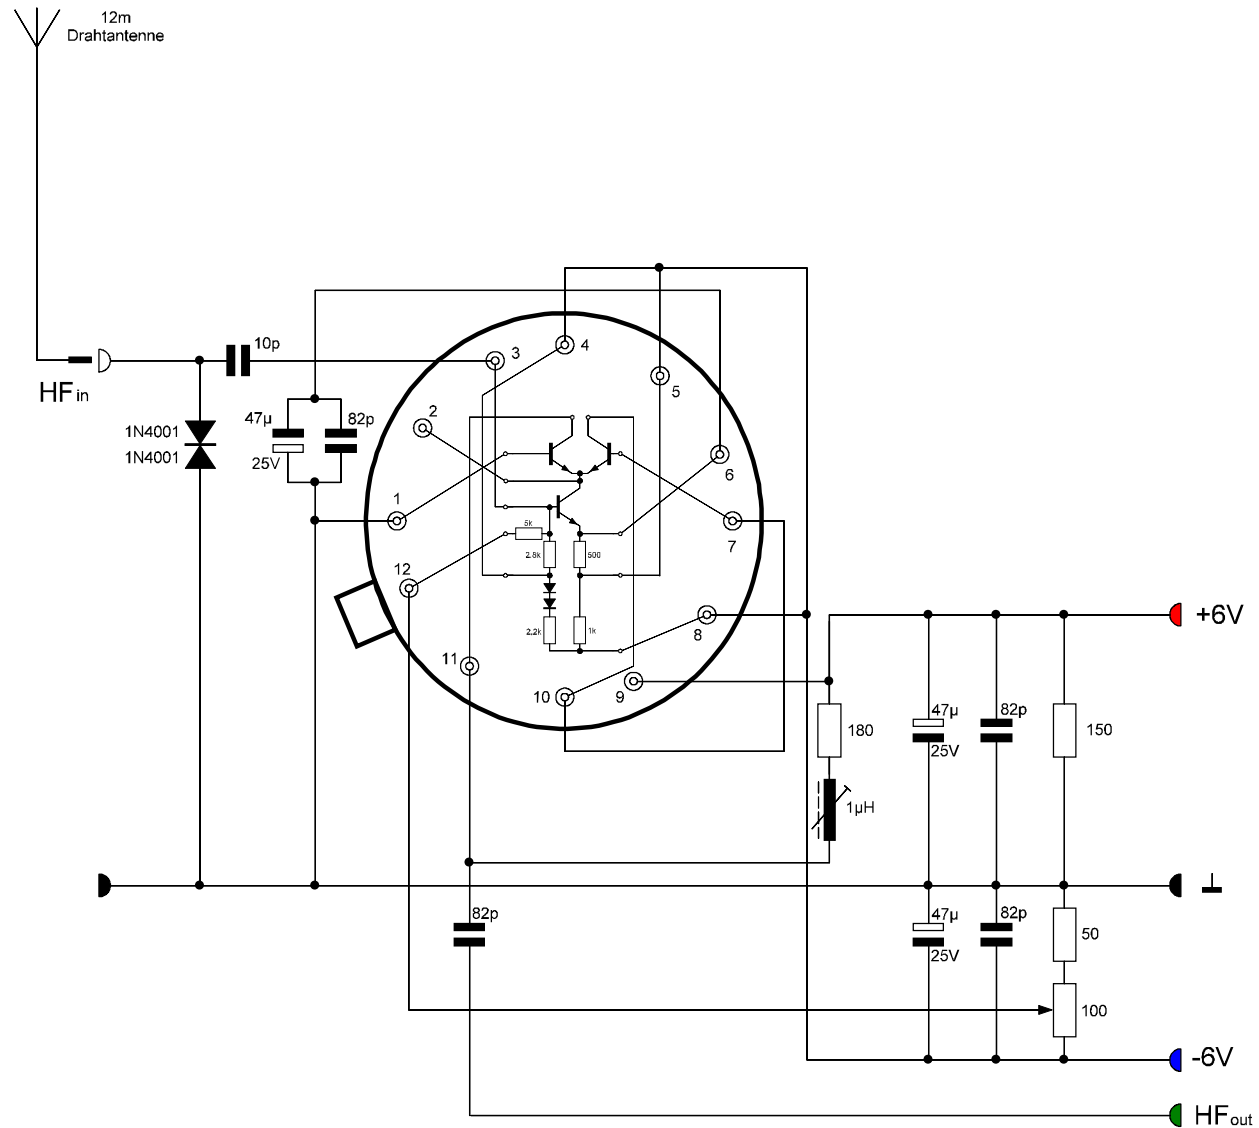 12m
Drahtantenne
HFin
10p
1N4001
1N4001
47µ
25V
82p
1
2
3
4
5
6
7
8
9
10
11
12
5k
2.8k
500
2.2k
1k
+6V
180
1µH
47µ
25V
82p
150
47µ
25V
82p
50
100
82p
-6V
HFout